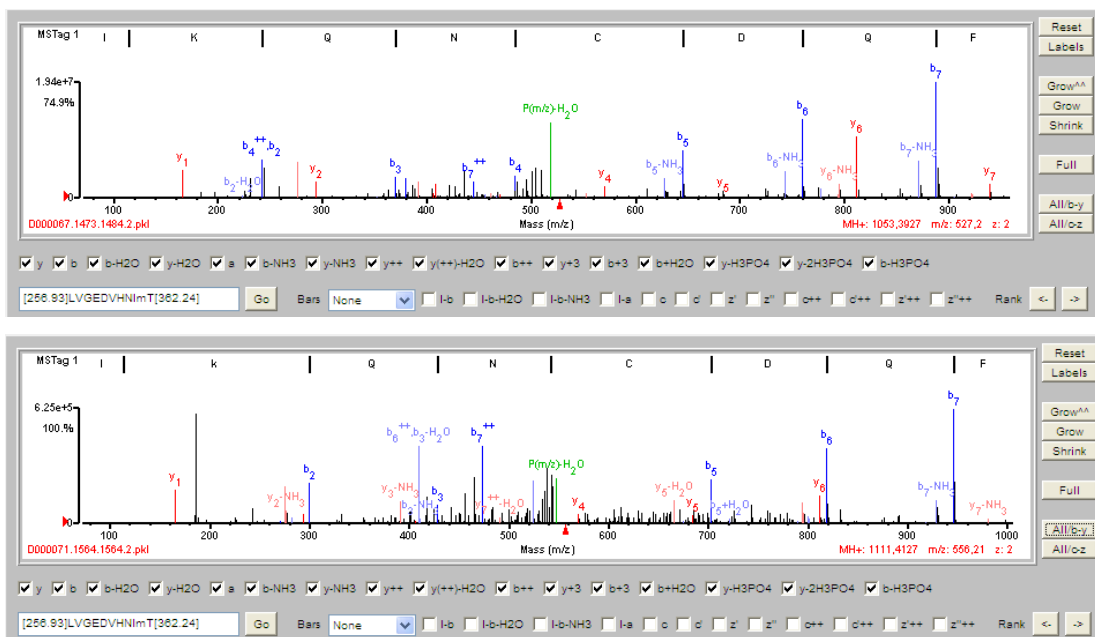 MSTag 1 I K Q N C D Q F
1.94e+7
74.9%
0
y1 b2-H2O b4++,b2 y2 b3 b7++ b4 P(m/z)-H2O y4 b5-NH3 b5 y5 b6-NH3 b6 y6-NH3 y6 b7-NH3 b7 y7
100 200 300 400 500 600 700 800 900
D000067.1473.1484.2.pkl Mass (m/z) MH+: 1053,3927 m/z: 527,2 z: 2
Reset
Labels
Grow^^
Grow
Shrink
Full
All/b-y
All/c-z
y b b-H2O y-H2O a b-NH3 y-NH3 y++ y(++)-H2O b++ y+3 b+3 b+H2O y-H3PO4 y-2H3PO4 b-H3PO4
[256.93]LVGEDVHNImT[362.24] Go Bars None I-b I-b-H2O I-b-NH3 I-a c c' z' z" c++ c'++ z'++ z"++ Rank <- ->
MSTag 1 I k Q N C D Q F
6.25e+5
100.%
0
y1 y2-NH3 b2 y3-NH3 b6++,b3-H2O b3-NH3 b3 b7++ y7++-H2O P(m/z)-H2O y4 y5-H2O y5 b5 b5+H2O y6 b6 b7-NH3 b7 y7-NH3
100 200 300 400 500 600 700 800 900 1000
D000071.1564.1564.2.pkl Mass (m/z) MH+: 1111,4127 m/z: 556,21 z: 2
Reset
Labels
Grow^^
Grow
Shrink
Full
All/b-y
All/c-z
y b b-H2O y-H2O a b-NH3 y-NH3 y++ y(++)-H2O b++ y+3 b+3 b+H2O y-H3PO4 y-2H3PO4 b-H3PO4
[256.93]LVGEDVHNImT[362.24] Go Bars None I-b I-b-H2O I-b-NH3 I-a c c' z' z" c++ c'++ z'++ z"++ Rank <- ->